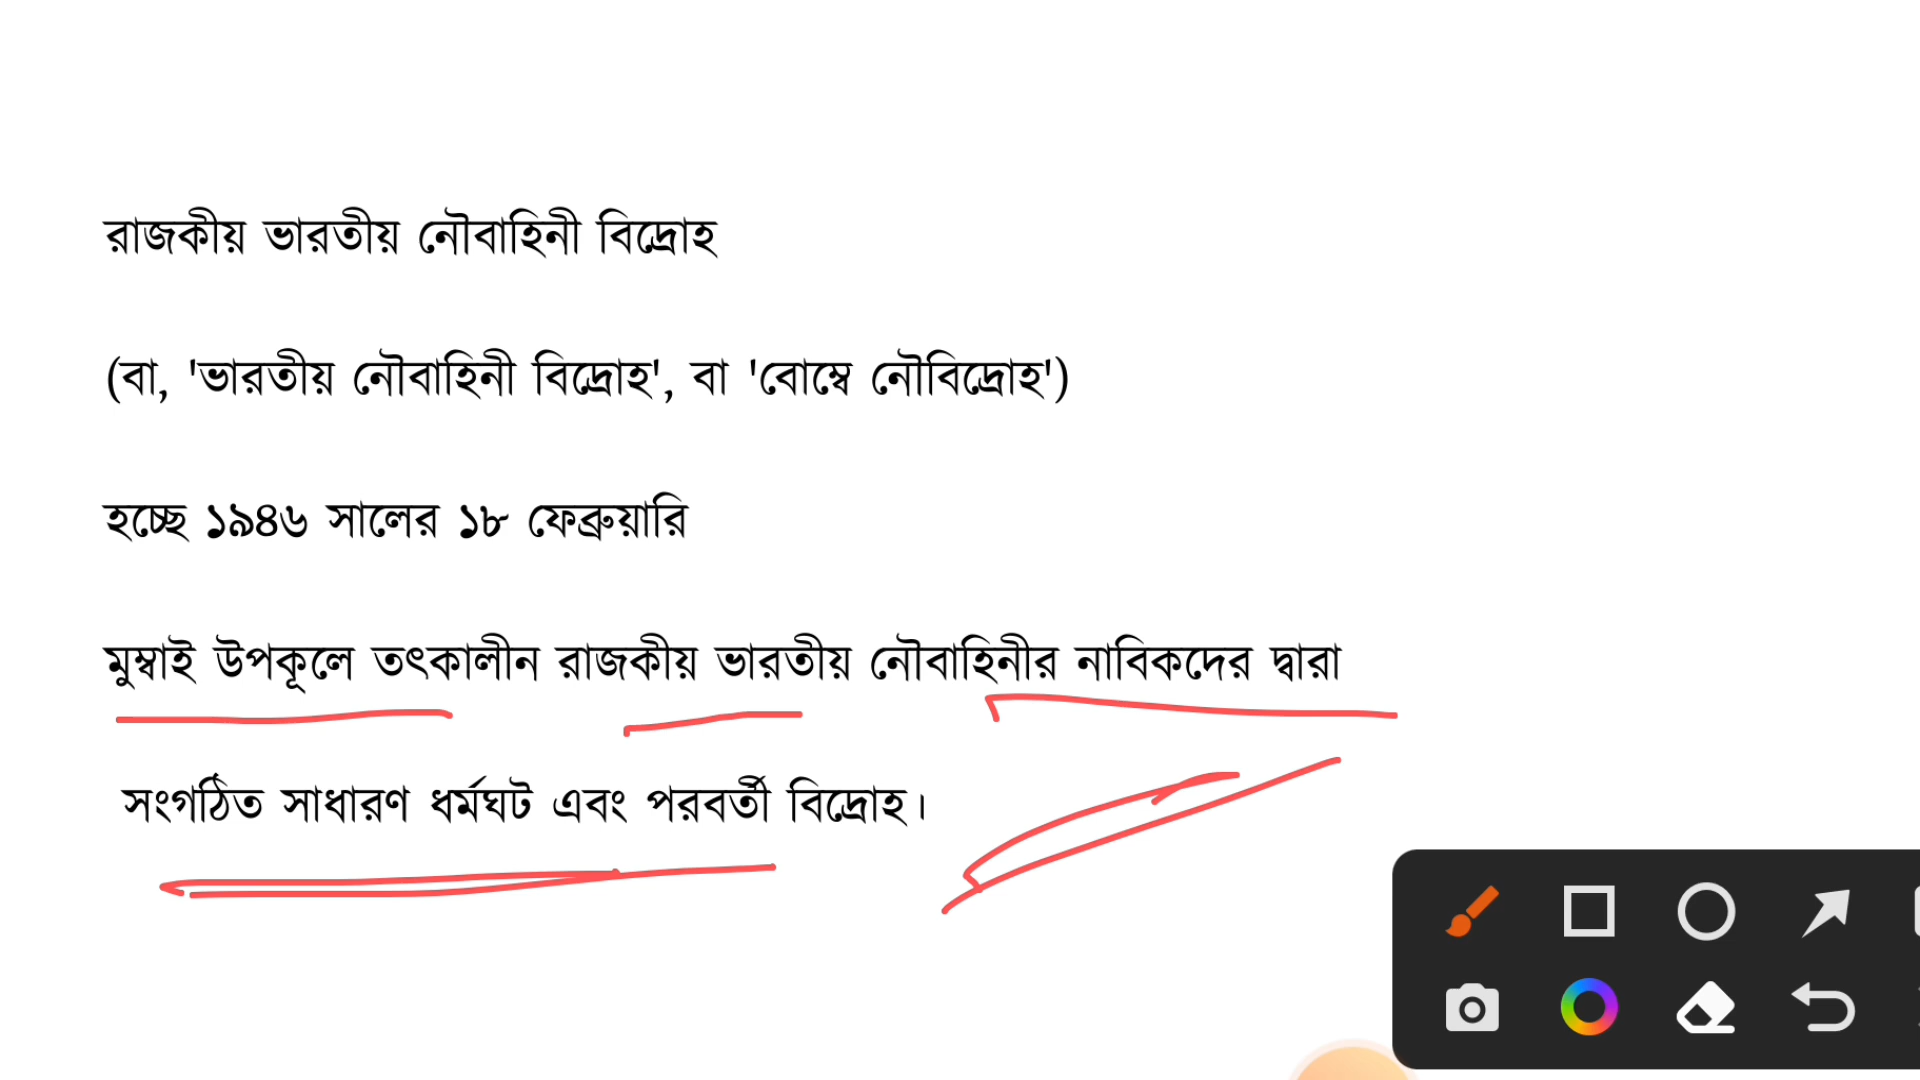 রাজকীয় ভারতীয় নৌবাহিনী বিদ্রোহ
(বা, 'ভারতীয় নৌবাহিনী বিদ্রোহ', বা 'বোম্বে নৌবিদ্রোহ')
হচ্ছে ১৯৪৬ সালের ১৮ ফেব্রুয়ারি
মুম্বাই উপকূলে তৎকালীন রাজকীয় ভারতীয় নৌবাহিনীর নাবিকদের দ্বারা
সংগঠিত সাধারণ ধর্মঘট এবং পরবর্তী বিদ্রোহ।